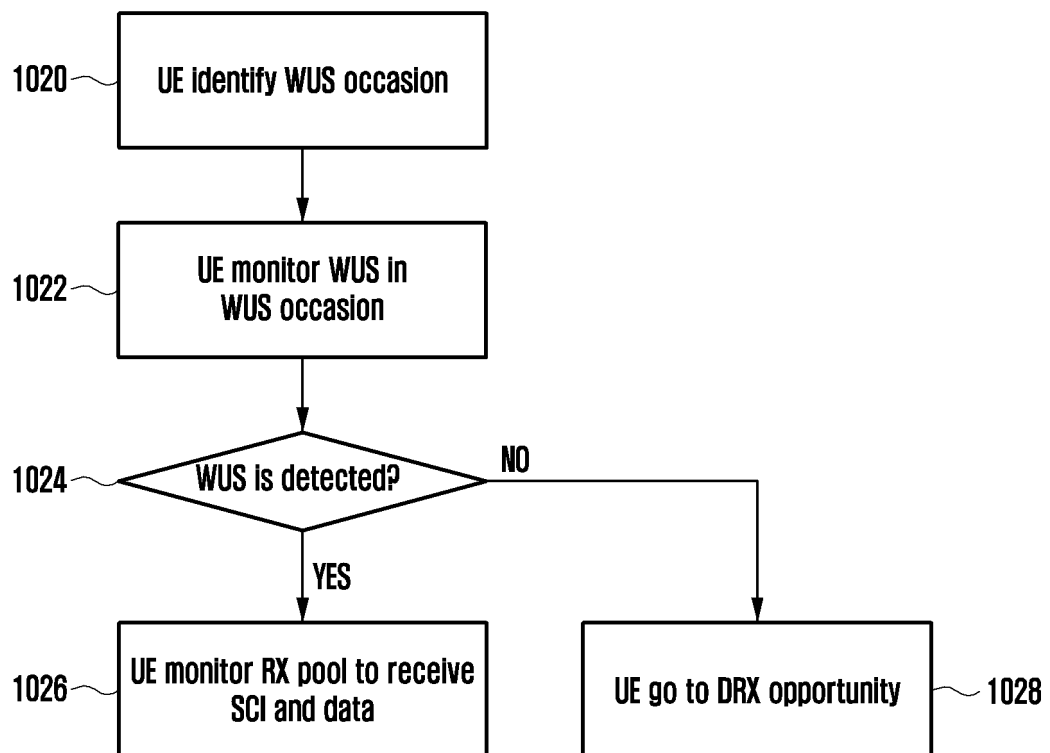 1020
UE identify WUS occasion
1022
UE monitor WUS in
WUS occasion
1024
WUS is detected?
NO
YES
1026
UE monitor RX pool to receive
SCI and data
UE go to DRX opportunity
1028